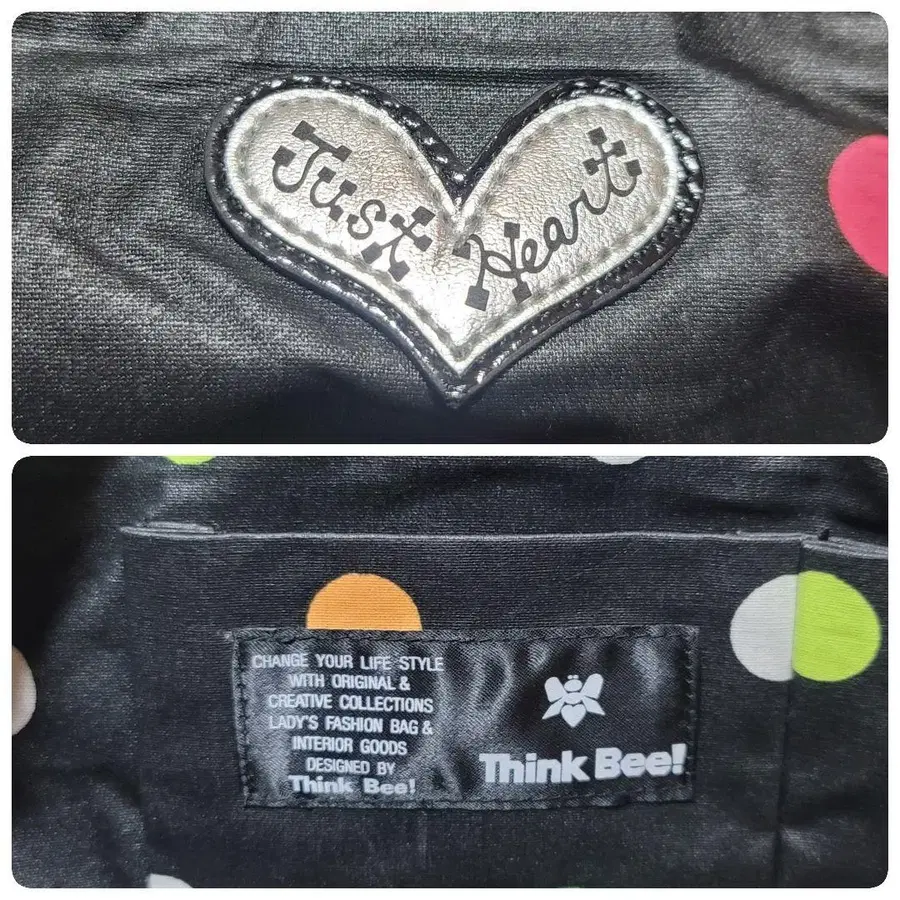 Just Heart
CHANGE YOUR LIFE STYLE
WITH ORIGINAL &
CREATIVE COLLECTIONS
LADY'S FASHION BAG &
INTERIOR GOODS
DESIGNED BY
Think Bee!
Think Bee!